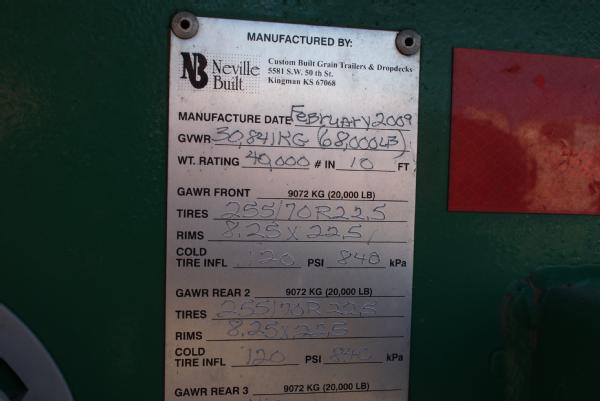 MANUFACTURED BY:
NB Neville Built
Custom Built Grain Trailers & Dropdecks
5581 S.W. 50 th St.
Kingman KS 67068
MANUFACTURE DATE February 2009
GVWR 30,841KG (68,000LB)
WT. RATING 40,000 # IN 10 FT
GAWR FRONT 9072 KG (20,000 LB)
TIRES 255/70R22.5
RIMS 8.25X22.5
COLD TIRE INFL 120 PSI 840 kPa
GAWR REAR 2 9072 KG (20,000 LB)
TIRES 255/70R22.5
RIMS 8.25X22.5
COLD TIRE INFL 120 PSI 840 kPa
GAWR REAR 3 9072 KG (20,000 LB)